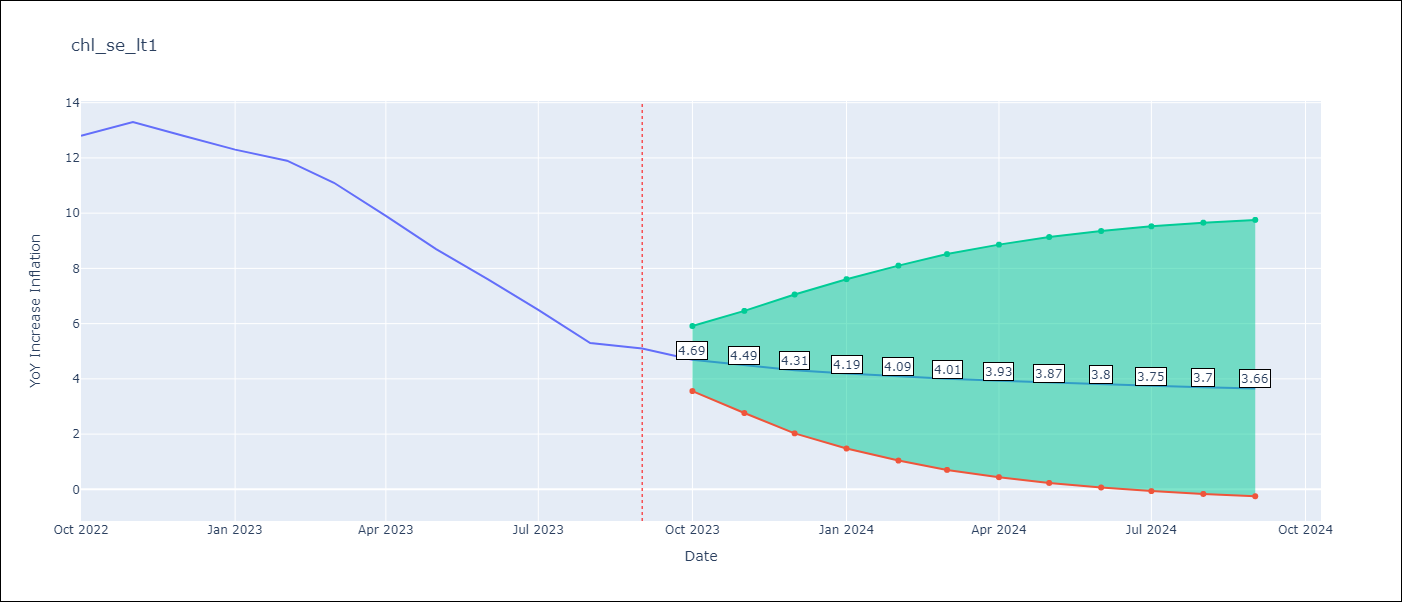 chl_se_lt1
YoY Increase Inflation
14
12
10
8
6
4
2
0
4.69
4.49
4.31
4.19
4.09
4.01
3.93
3.87
3.8
3.75
3.7
3.66
Oct 2022
Jan 2023
Apr 2023
Jul 2023
Oct 2023
Jan 2024
Apr 2024
Jul 2024
Oct 2024
Date